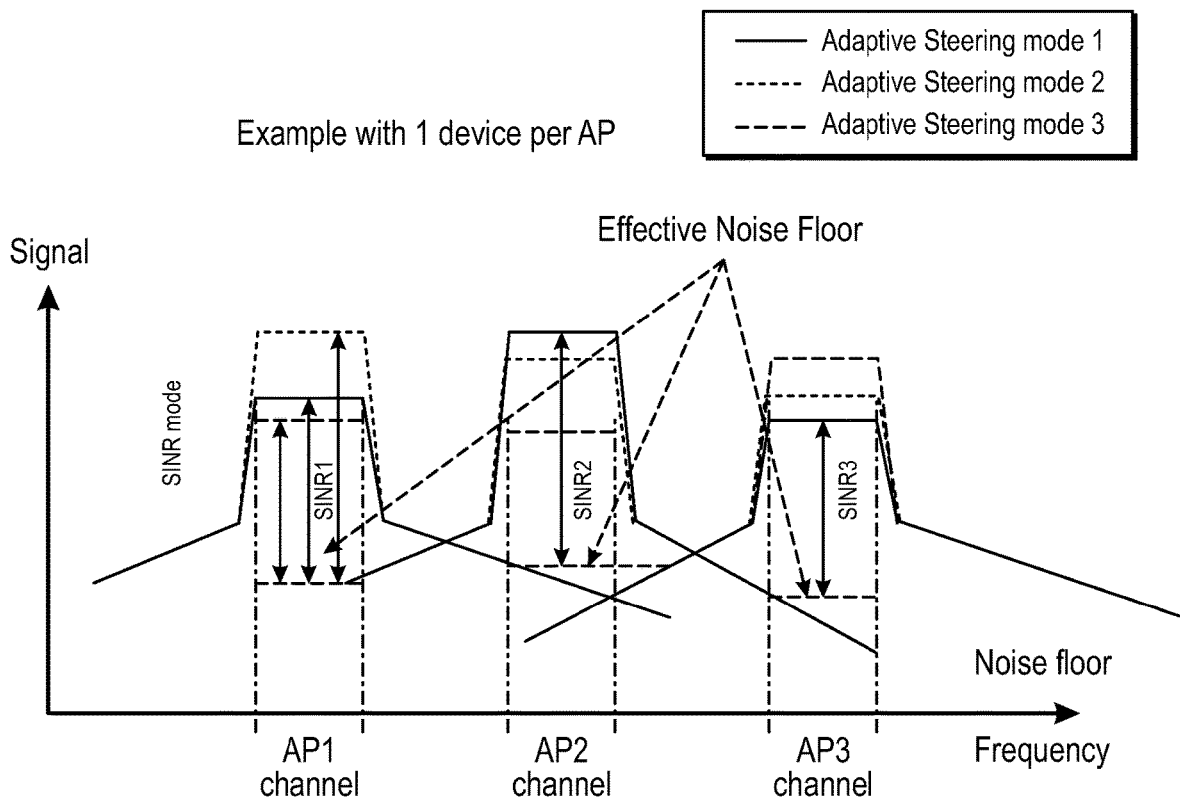 Adaptive Steering mode 1
Adaptive Steering mode 2
Adaptive Steering mode 3
Example with 1 device per AP
Effective Noise Floor
Signal
SINR mode
SINR1
SINR2
SINR3
Noise floor
AP1
channel
AP2
channel
AP3
channel
Frequency